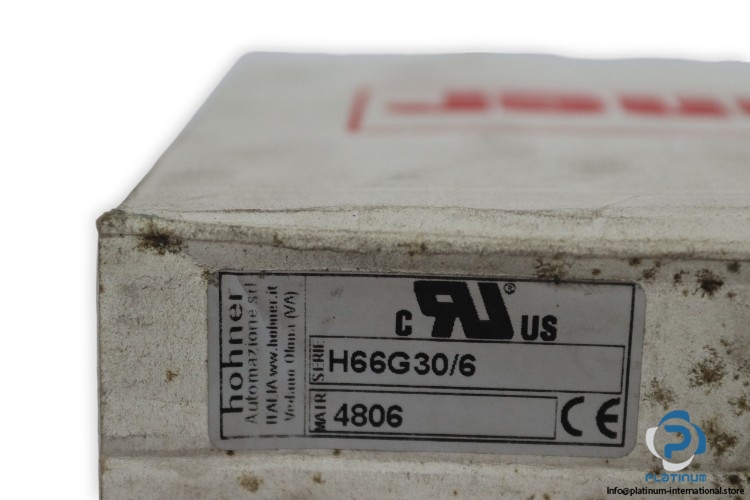 hohner
Automazione srl
ITALIA www.hohner.it
Vedano Olona (VA)
C RU ® US
SERIE H66G30/6
MATR 4806
CE
PLATINUM
Info@platinum-international.store